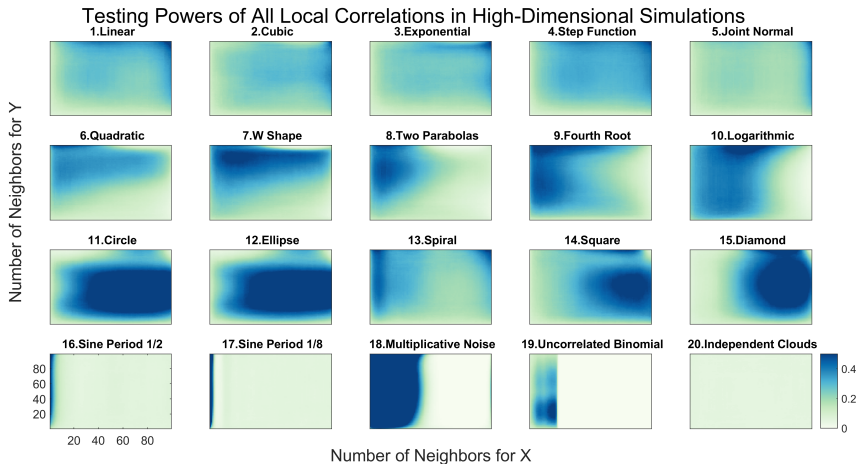 Testing Powers of All Local Correlations in High-Dimensional Simulations
1.Linear
2.Cubic
3.Exponential
4.Step Function
5.Joint Normal
6.Quadratic
7.W Shape
8.Two Parabolas
9.Fourth Root
10.Logarithmic
11.Circle
12.Ellipse
13.Spiral
14.Square
15.Diamond
16.Sine Period 1/2
17.Sine Period 1/8
18.Multiplicative Noise
19.Uncorrelated Binomial
20.Independent Clouds
80
60
40
20
20 40 60 80
0.4
0.2
0
Number of Neighbors for Y
Number of Neighbors for X